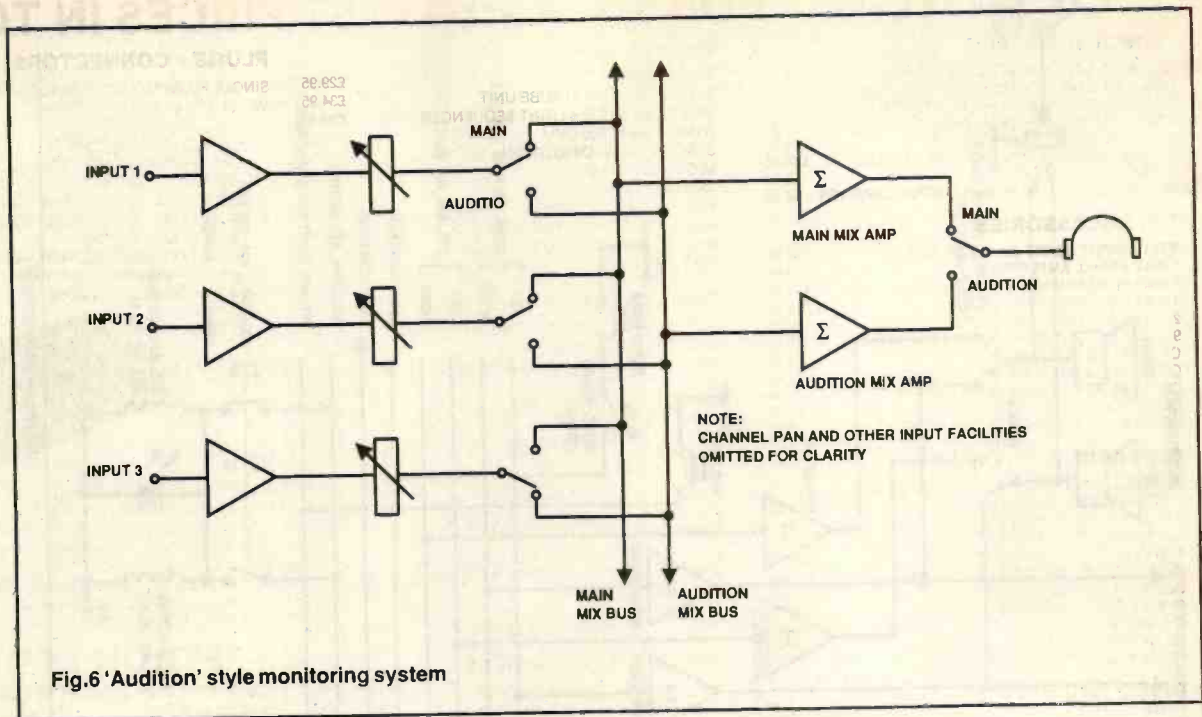 INPUT 1
MAIN
AUDITIO
INPUT 2
INPUT 3
MAIN MIX AMP
MAIN
AUDITION
AUDITION MIX AMP
Σ
Σ
NOTE:
CHANNEL PAN AND OTHER INPUT FACILITIES
OMITTED FOR CLARITY
MAIN
MIX BUS
AUDITION
MIX BUS
Fig.6 'Audition' style monitoring system